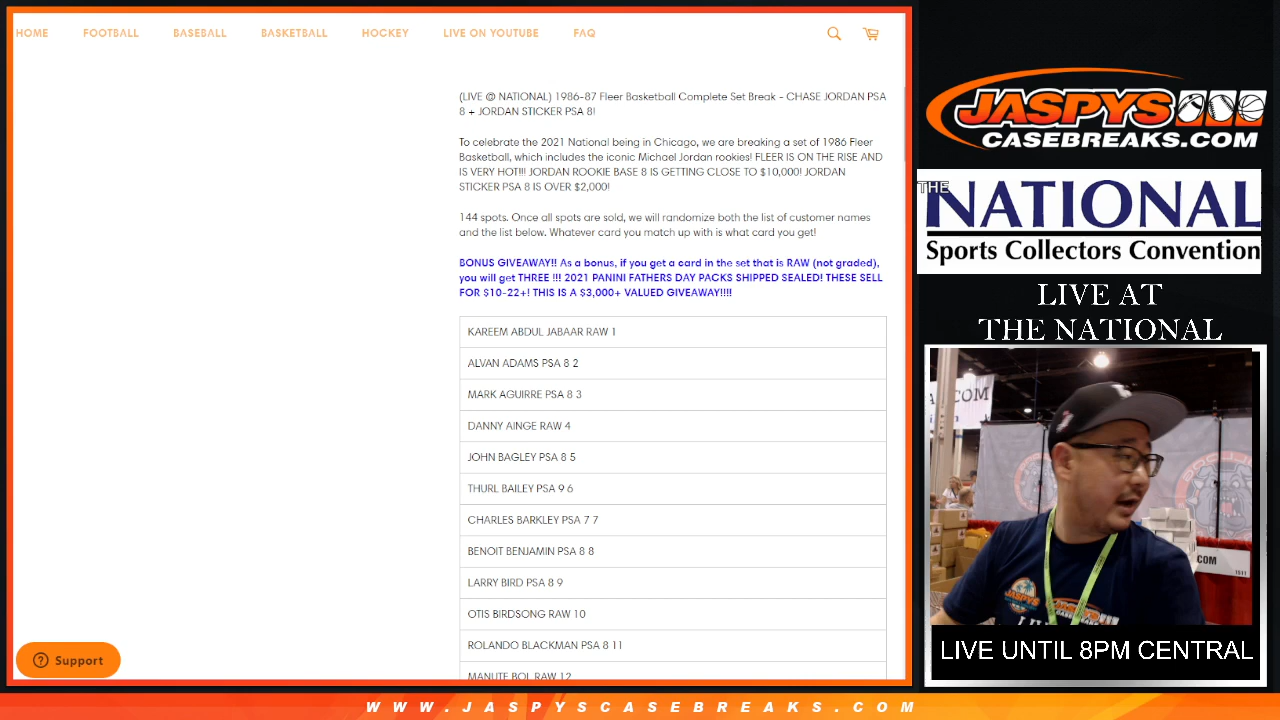 HOME FOOTBALL BASEBALL BASKETBALL HOCKEY LIVE ON YOUTUBE FAQ
(LIVE @ NATIONAL) 1986-87 Fleer Basketball Complete Set Break - CHASE JORDAN PSA
8 + JORDAN STICKER PSA 8!
To celebrate the 2021 National being in Chicago, we are breaking a set of 1986 Fleer
Basketball, which includes the iconic Michael Jordan rookies! FLEER IS ON THE RISE AND
IS VERY HOT!!! JORDAN ROOKIE BASE 8 IS GETTING CLOSE TO $10,000! JORDAN
STICKER PSA 8 IS OVER $2,000!
144 spots. Once all spots are sold, we will randomize both the list of customer names
and the list below. Whatever card you match up with is what card you get!
BONUS GIVEAWAY!! As a bonus, if you get a card in the set that is RAW (not graded),
you will get THREE !!! 2021 PANINI FATHERS DAY PACKS SHIPPED SEALED! THESE SELL
FOR $10-22+! THIS IS A $3,000+ VALUED GIVEAWAY!!!!
KAREEM ABDUL JABAAR RAW 1
ALVAN ADAMS PSA 8 2
MARK AGUIRRE PSA 8 3
DANNY AINGE RAW 4
JOHN BAGLEY PSA 8 5
THURL BAILEY PSA 9 6
CHARLES BARKLEY PSA 7 7
BENOIT BENJAMIN PSA 8 8
LARRY BIRD PSA 8 9
OTIS BIRDSONG RAW 10
ROLANDO BLACKMAN PSA 8 11
MANUTE BOL RAW 12
Support
JASPYS
CASEBREAKS.COM
THE
NATIONAL
Sports Collectors Convention
LIVE AT
THE NATIONAL
.COM
.COM
JASPYS
JASPYS
LIVE UNTIL 8PM CENTRAL
WWW.JASPYSCASEBREAKS.COM